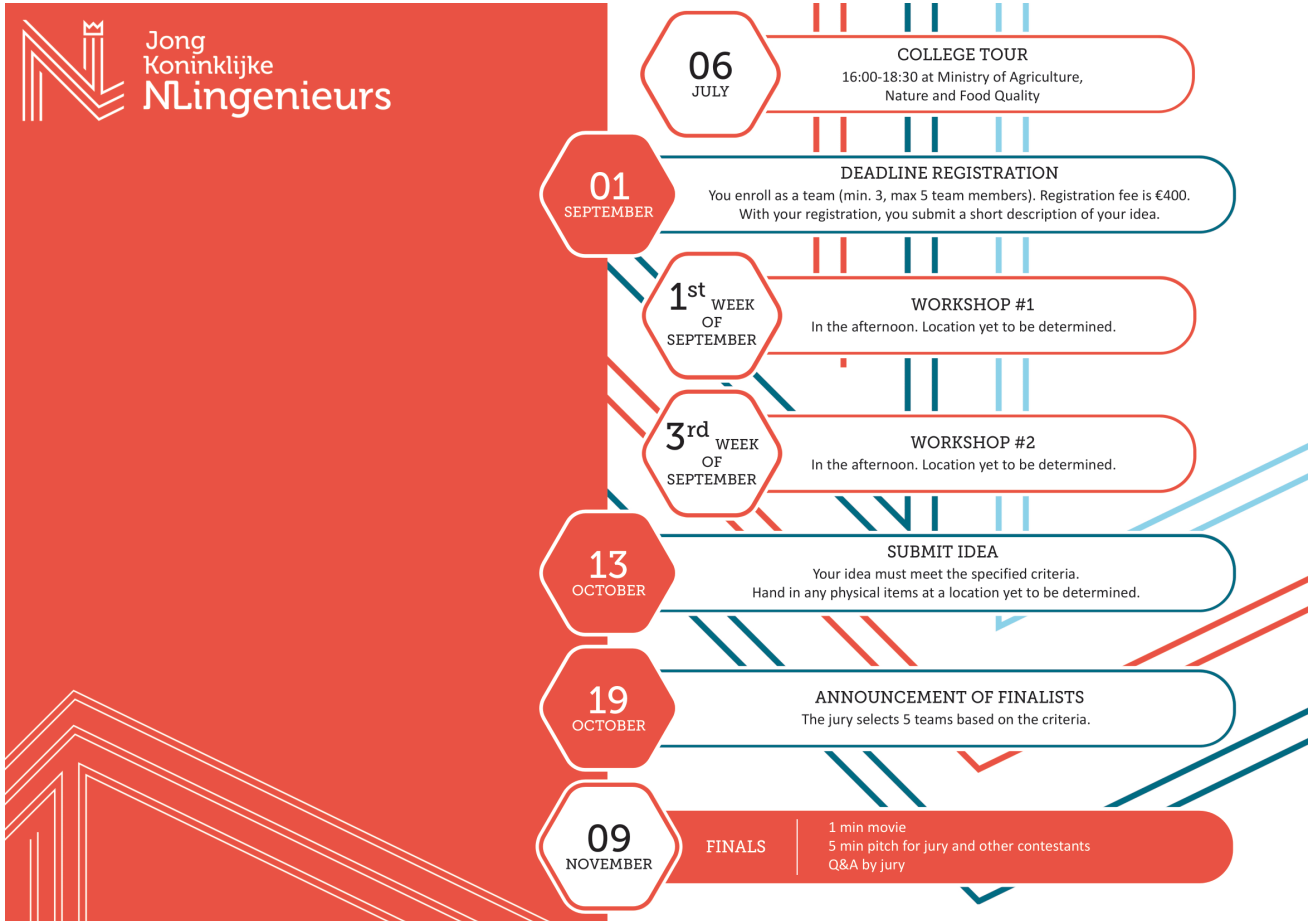 Jong
Koninklijke
NLingenieurs
06
JULY
COLLEGE TOUR
16:00-18:30 at Ministry of Agriculture,
Nature and Food Quality
01
SEPTEMBER
DEADLINE REGISTRATION
You enroll as a team (min. 3, max 5 team members). Registration fee is €400.
With your registration, you submit a short description of your idea.
1st WEEK
OF
SEPTEMBER
WORKSHOP #1
In the afternoon. Location yet to be determined.
3rd WEEK
OF
SEPTEMBER
WORKSHOP #2
In the afternoon. Location yet to be determined.
13
OCTOBER
SUBMIT IDEA
Your idea must meet the specified criteria.
Hand in any physical items at a location yet to be determined.
19
OCTOBER
ANNOUNCEMENT OF FINALISTS
The jury selects 5 teams based on the criteria.
09
NOVEMBER
FINALS
1 min movie
5 min pitch for jury and other contestants
Q&A by jury